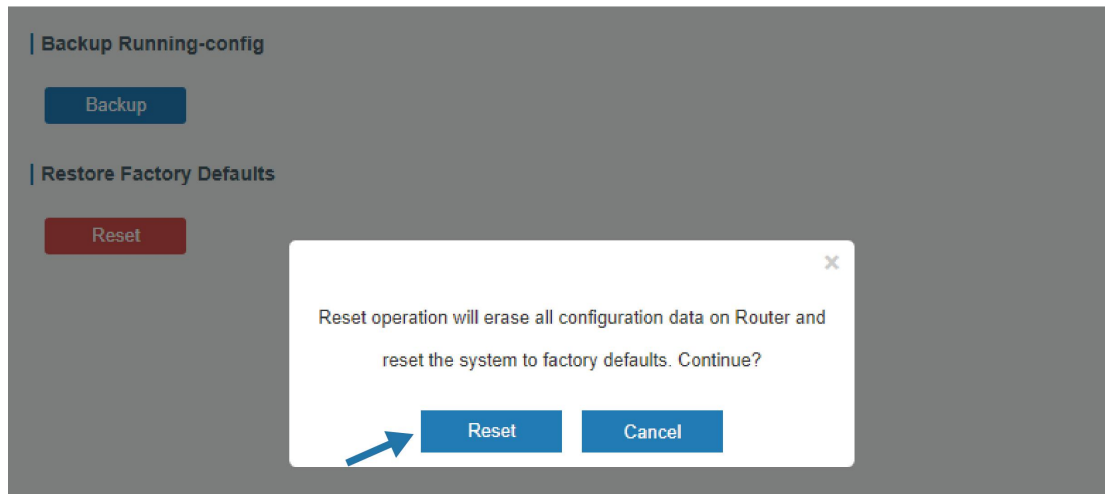 Backup Running-config
Backup
Restore Factory Defaults
Reset
×
Reset operation will erase all configuration data on Router and
reset the system to factory defaults. Continue?
Reset
Cancel